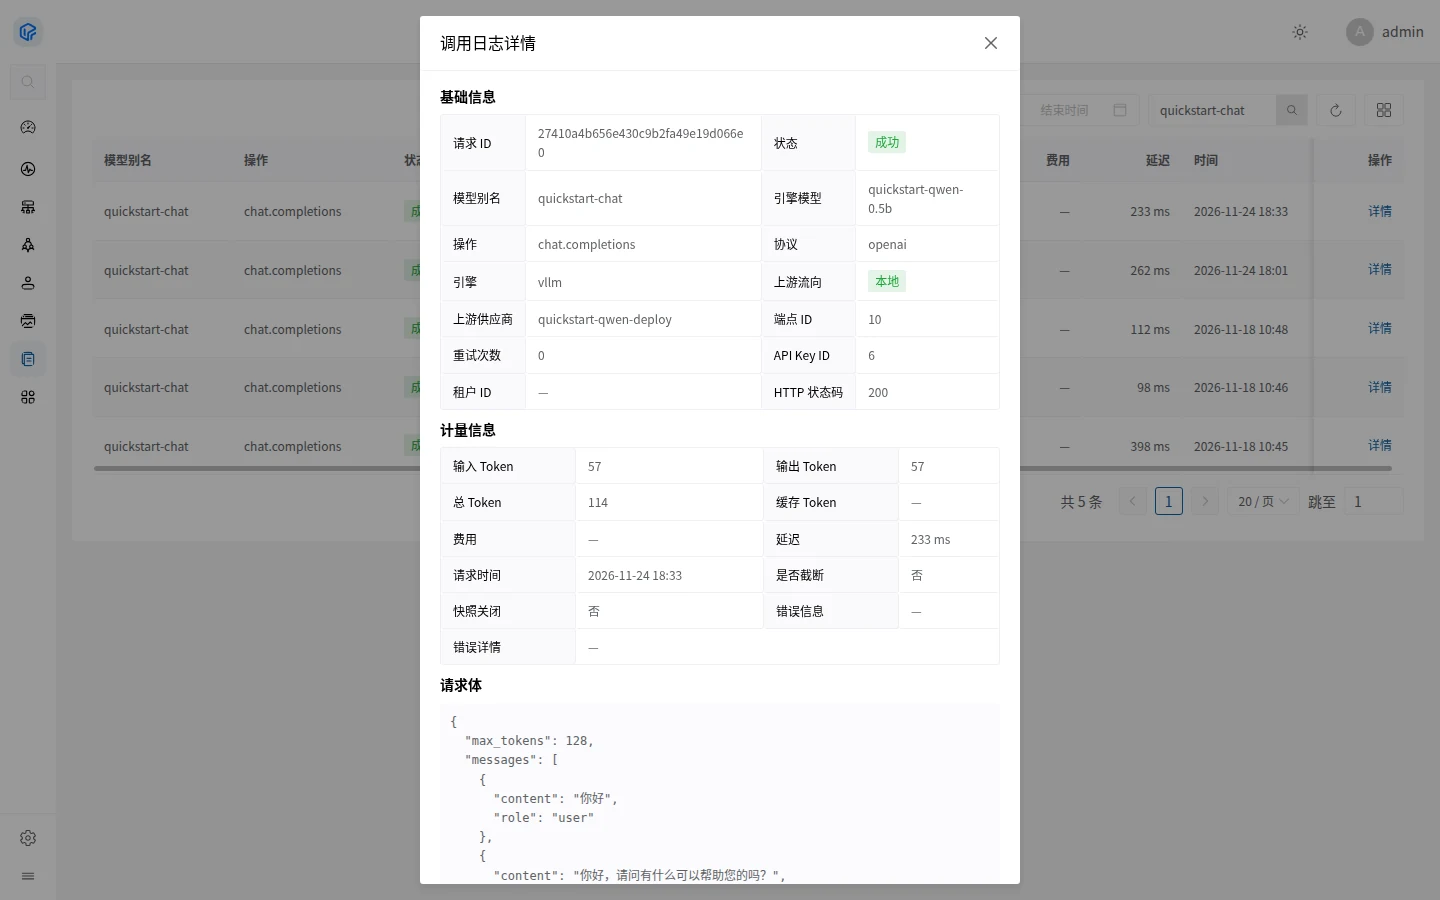 调用日志详情
A admin
基础信息
结束时间
quickstart-chat
请求 ID 27410a4b656e430c9b2fa49e19d066e
0
状态 成功
模型别名 quickstart-chat 引擎模型 quickstart-qwen-
0.5b
操作 chat.completions 协议 openai
引擎 vllm 上游流向 本地
上游供应商 quickstart-qwen-deploy 端点 ID 10
重试次数 0 API Key ID 6
租户 ID — HTTP 状态码 200
计量信息
输入 Token 57 输出 Token 57
总 Token 114 缓存 Token —
费用 — 延迟 233 ms
请求时间 2026-11-24 18:33 是否截断 否
快照关闭 否 错误信息 —
错误详情 —
请求体
{
"max_tokens": 128,
"messages": [
{
"content": "你好",
"role": "user"
},
{
"content": "你好，请问有什么可以帮助您的吗？",
模型别名 操作 费用 延迟 时间 操作
quickstart-chat chat.completions — 233 ms 2026-11-24 18:33 详情
quickstart-chat chat.completions — 262 ms 2026-11-24 18:01 详情
quickstart-chat chat.completions — 112 ms 2026-11-18 10:48 详情
quickstart-chat chat.completions — 98 ms 2026-11-18 10:46 详情
quickstart-chat chat.completions — 398 ms 2026-11-18 10:45 详情
共 5 条 1 20 / 页 跳至 1